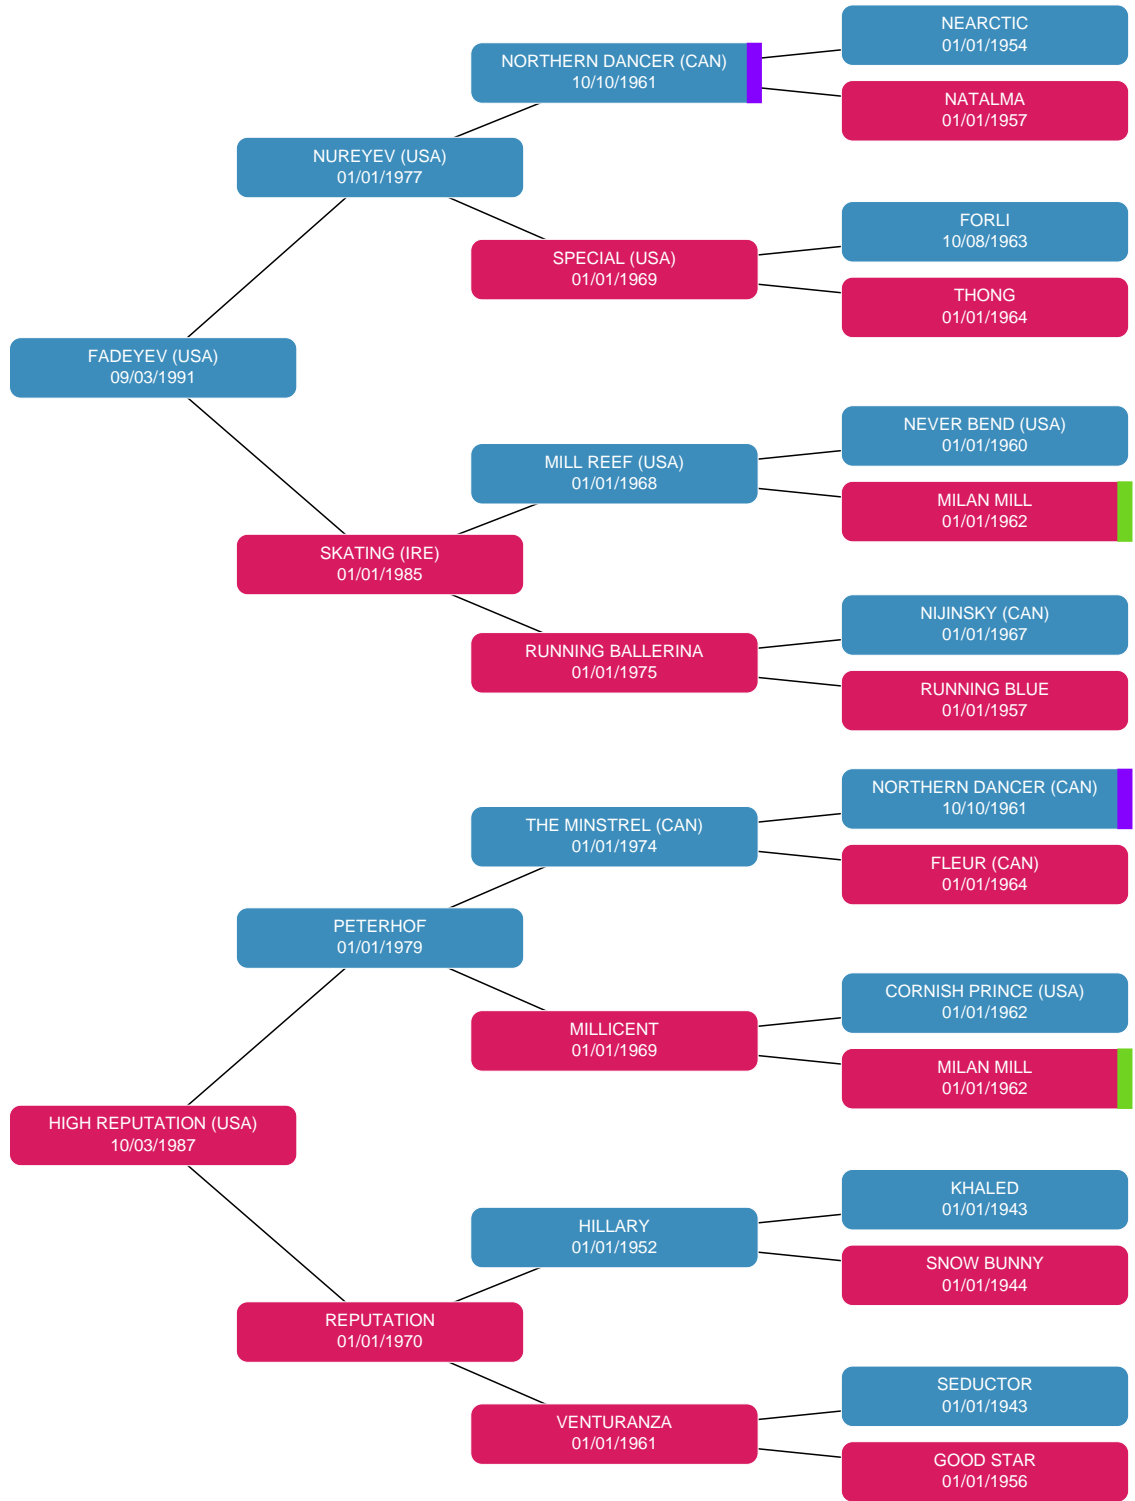 NEARCTIC
01/01/1954
NORTHERN DANCER (CAN)
10/10/1961
NATALMA
01/01/1957
NUREYEV (USA)
01/01/1977
FORLI
10/08/1963
SPECIAL (USA)
01/01/1969
THONG
01/01/1964
FADEYEV (USA)
09/03/1991
NEVER BEND (USA)
01/01/1960
MILL REEF (USA)
01/01/1968
MILAN MILL
01/01/1962
SKATING (IRE)
01/01/1985
NIJINSKY (CAN)
01/01/1967
RUNNING BALLERINA
01/01/1975
RUNNING BLUE
01/01/1957
NORTHERN DANCER (CAN)
10/10/1961
THE MINSTREL (CAN)
01/01/1974
FLEUR (CAN)
01/01/1964
PETERHOF
01/01/1979
CORNISH PRINCE (USA)
01/01/1962
MILLICENT
01/01/1969
MILAN MILL
01/01/1962
HIGH REPUTATION (USA)
10/03/1987
KHALED
01/01/1943
HILLARY
01/01/1952
SNOW BUNNY
01/01/1944
REPUTATION
01/01/1970
SEDUCTOR
01/01/1943
VENTURANZA
01/01/1961
GOOD STAR
01/01/1956